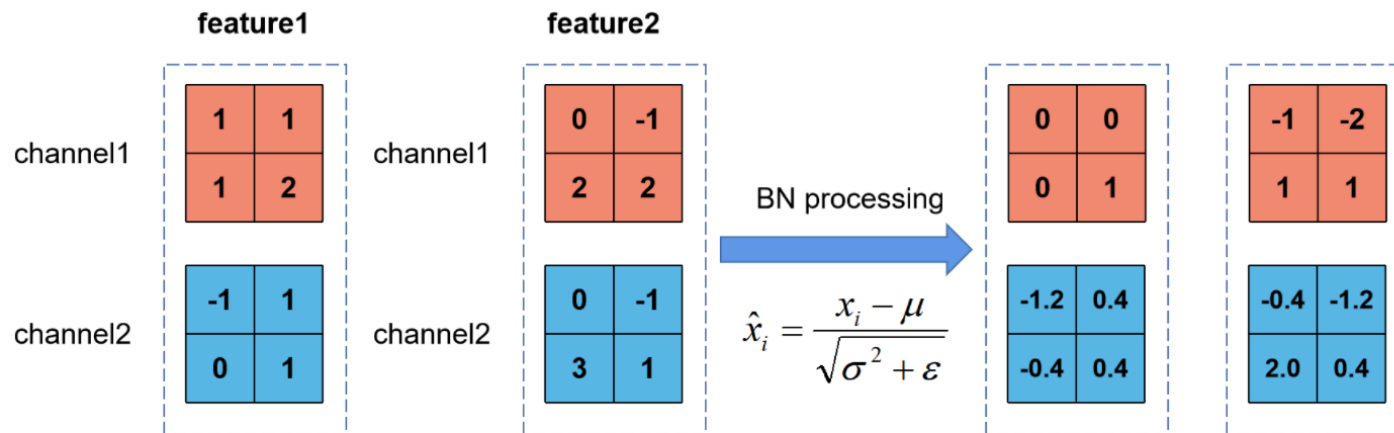 feature1 feature2
1 1 0 -1 0 0 -1 -2
channel1 channel1
1 2 2 2 0 1 1 1
BN processing
-1 1 0 -1 -1.2 0.4 -0.4 -1.2
channel2 channel2
x̂ᵢ = (xᵢ − μ) / √(σ² + ε)
0 1 3 1 -0.4 0.4 2.0 0.4